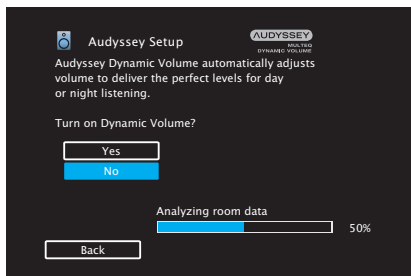 Audyssey Setup
AUDYSSEY
MULTEQ
DYNAMIC VOLUME
Audyssey Dynamic Volume automatically adjusts
volume to deliver the perfect levels for day
or night listening.
Turn on Dynamic Volume?
Yes
No
Analyzing room data
50%
Back